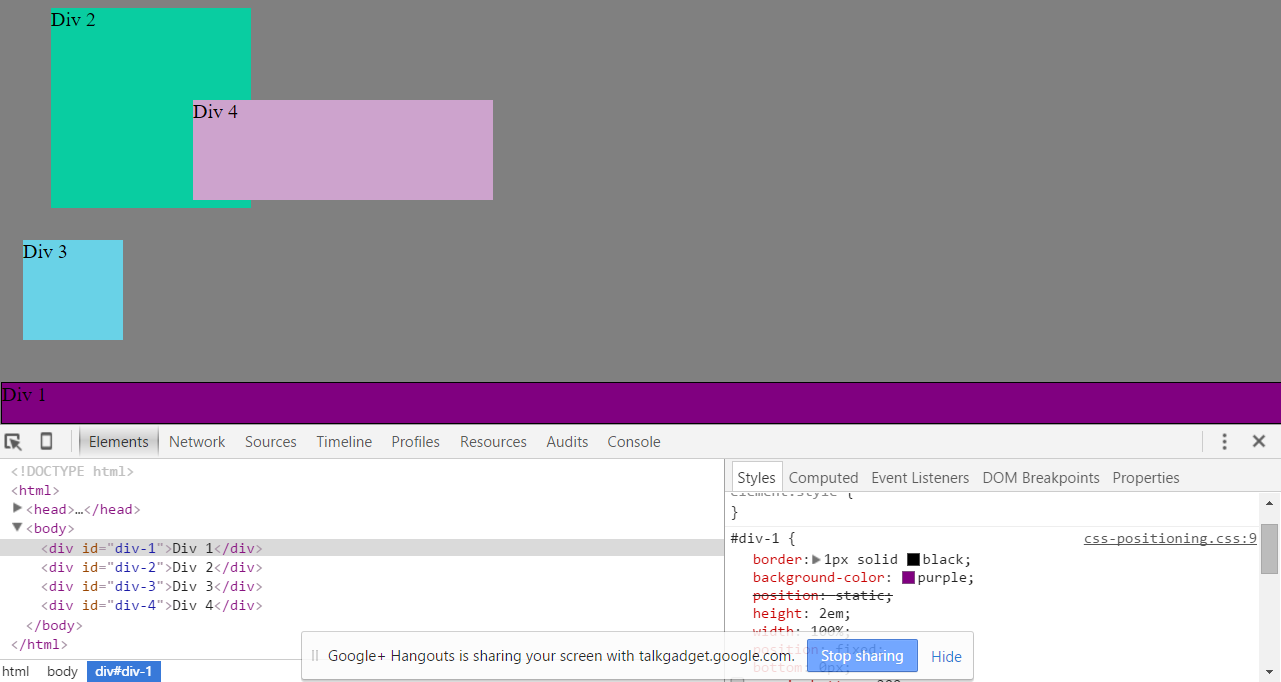 Div 2
Div 4
Div 3
Div 1
Elements Network Sources Timeline Profiles Resources Audits Console
<!DOCTYPE html>
<html>
<head>…</head>
<body>
<div id="div-1">Div 1</div>
<div id="div-2">Div 2</div>
<div id="div-3">Div 3</div>
<div id="div-4">Div 4</div>
</body>
</html>
html body div#div-1
Styles Computed Event Listeners DOM Breakpoints Properties
element.style {
}
#div-1 { css-positioning.css:9
border: 1px solid black;
background-color: purple;
position: static;
height: 2em;
width: 100%;
position: fixed;
bottom: 0px;
Google+ Hangouts is sharing your screen with talkgadget.google.com. Stop sharing Hide